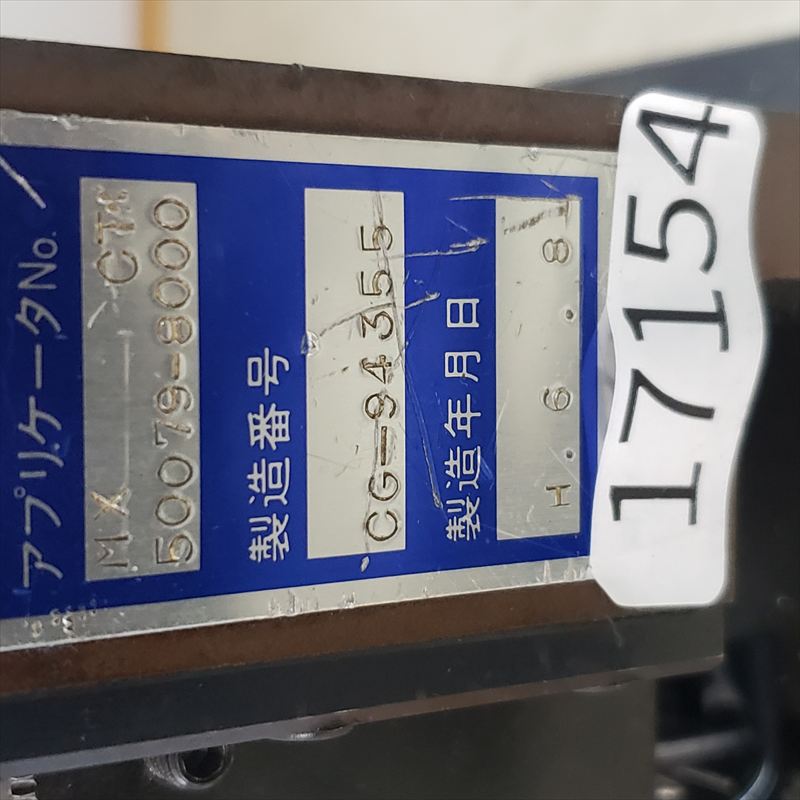 アプリケータNo.
MX CTK
50079-8000
製造番号
CG-94355
製造年月日
H.6.8
17154